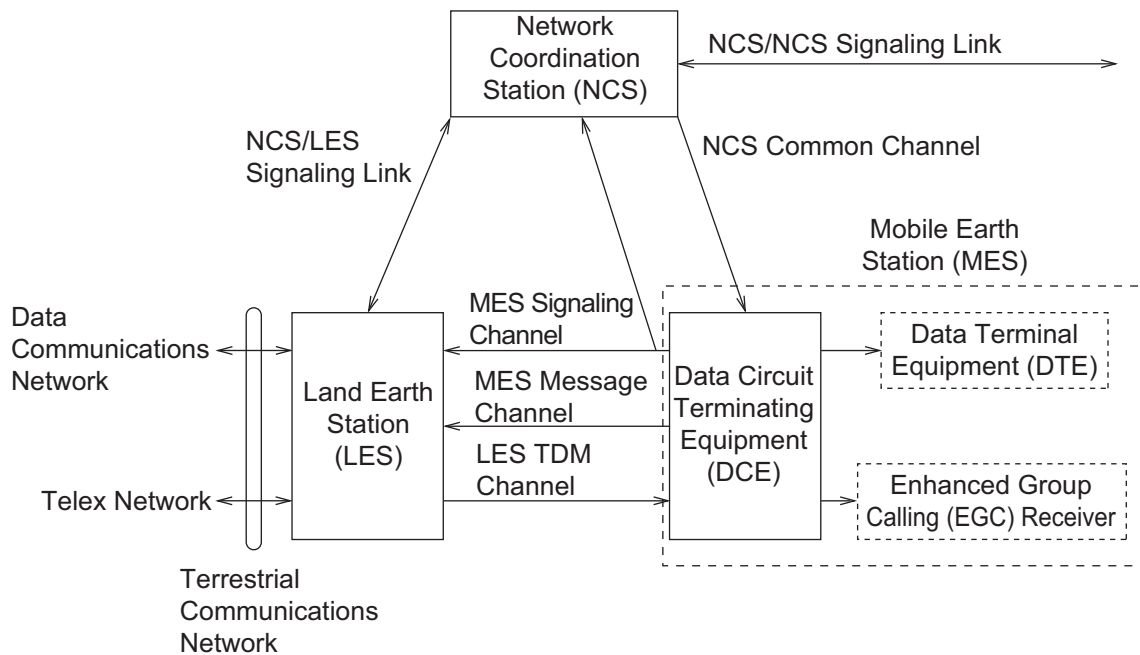 Network
Coordination
Station (NCS)
NCS/NCS Signaling Link
NCS/LES
Signaling Link
NCS Common Channel
Mobile Earth
Station (MES)
Data
Communications
Network
Telex Network
Terrestrial
Communications
Network
Land Earth
Station
(LES)
MES Signaling
Channel
MES Message
Channel
LES TDM
Channel
Data Circuit
Terminating
Equipment
(DCE)
Data Terminal
Equipment (DTE)
Enhanced Group
Calling (EGC) Receiver